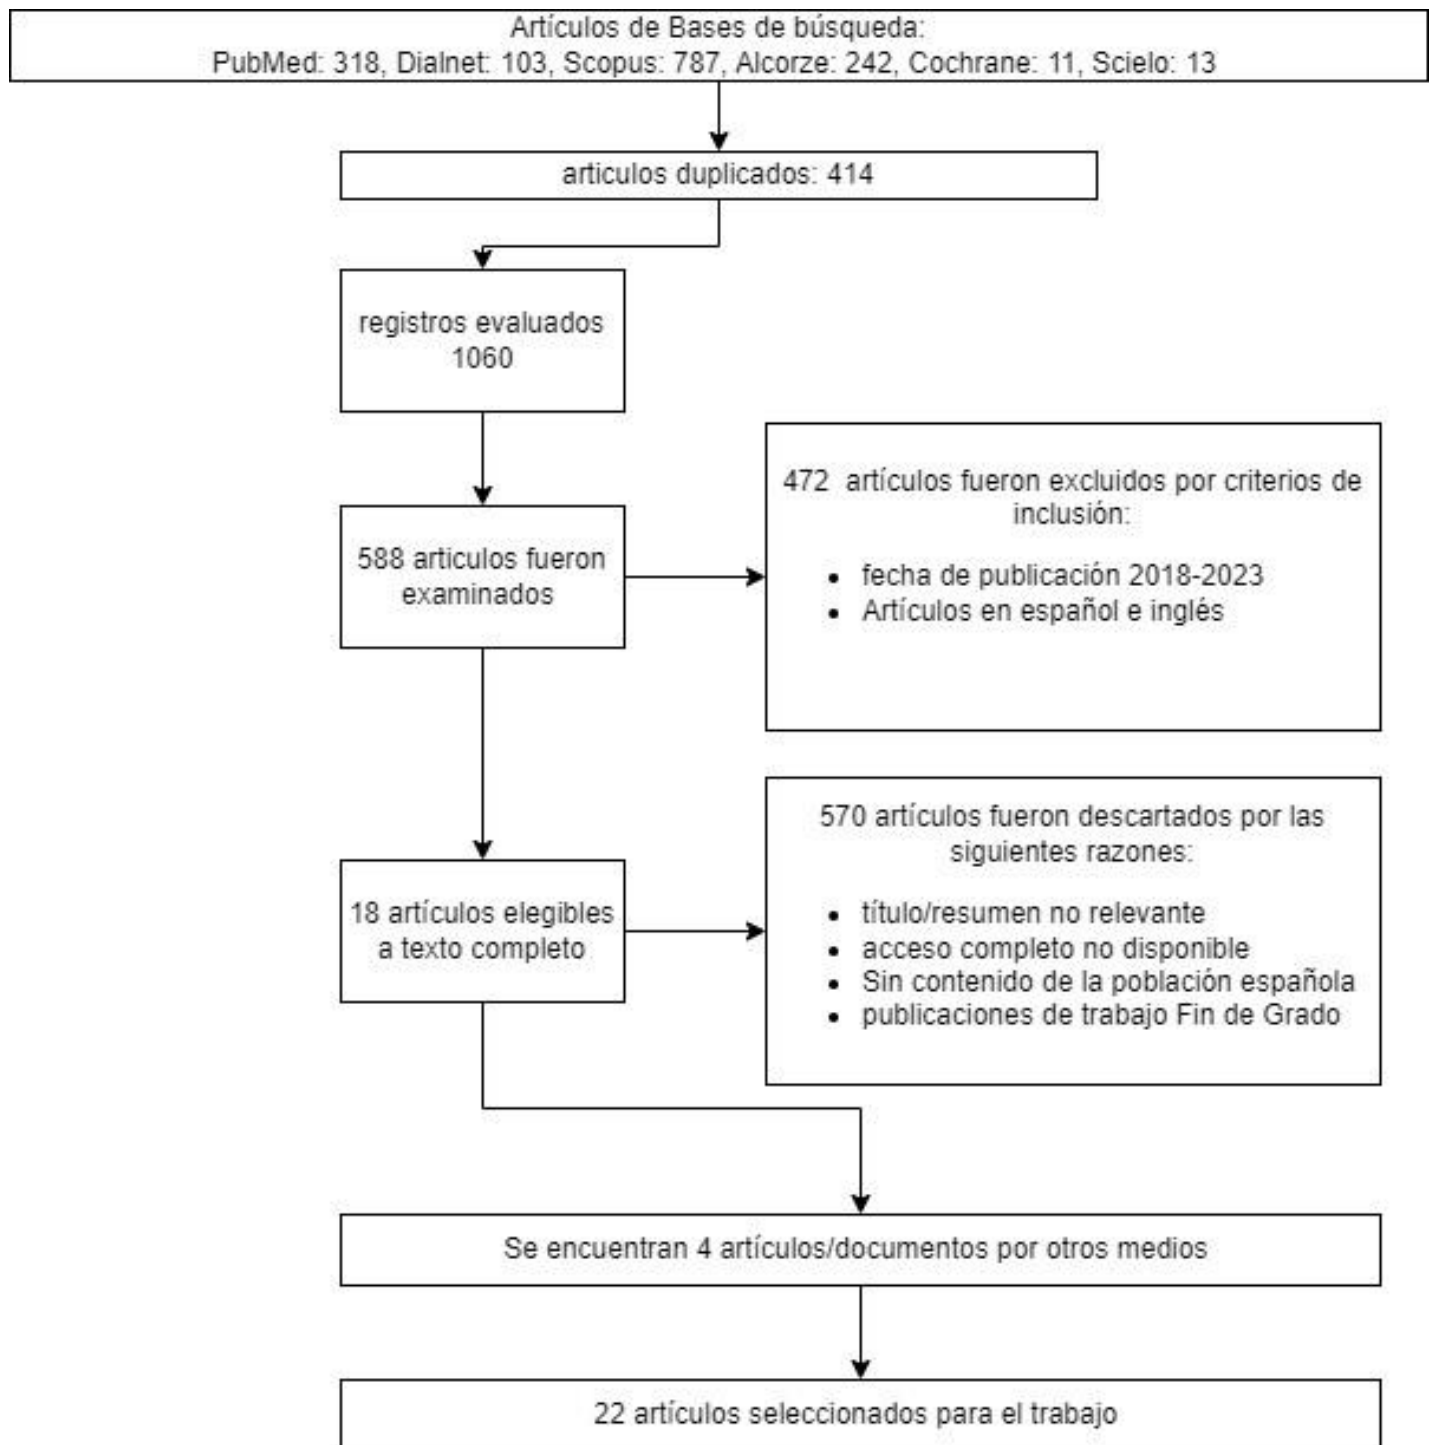 Artículos de Bases de búsqueda:
PubMed: 318, Dialnet: 103, Scopus: 787, Alcorze: 242, Cochrane: 11, Scielo: 13
articulos duplicados: 414
registros evaluados
1060
472 artículos fueron excluidos por criterios de
inclusión:
• fecha de publicación 2018-2023
• Artículos en español e inglés
588 articulos fueron
examinados
570 artículos fueron descartados por las
siguientes razones:
• título/resumen no relevante
• acceso completo no disponible
• Sin contenido de la población española
• publicaciones de trabajo Fin de Grado
18 artículos elegibles
a texto completo
Se encuentran 4 artículos/documentos por otros medios
22 artículos seleccionados para el trabajo